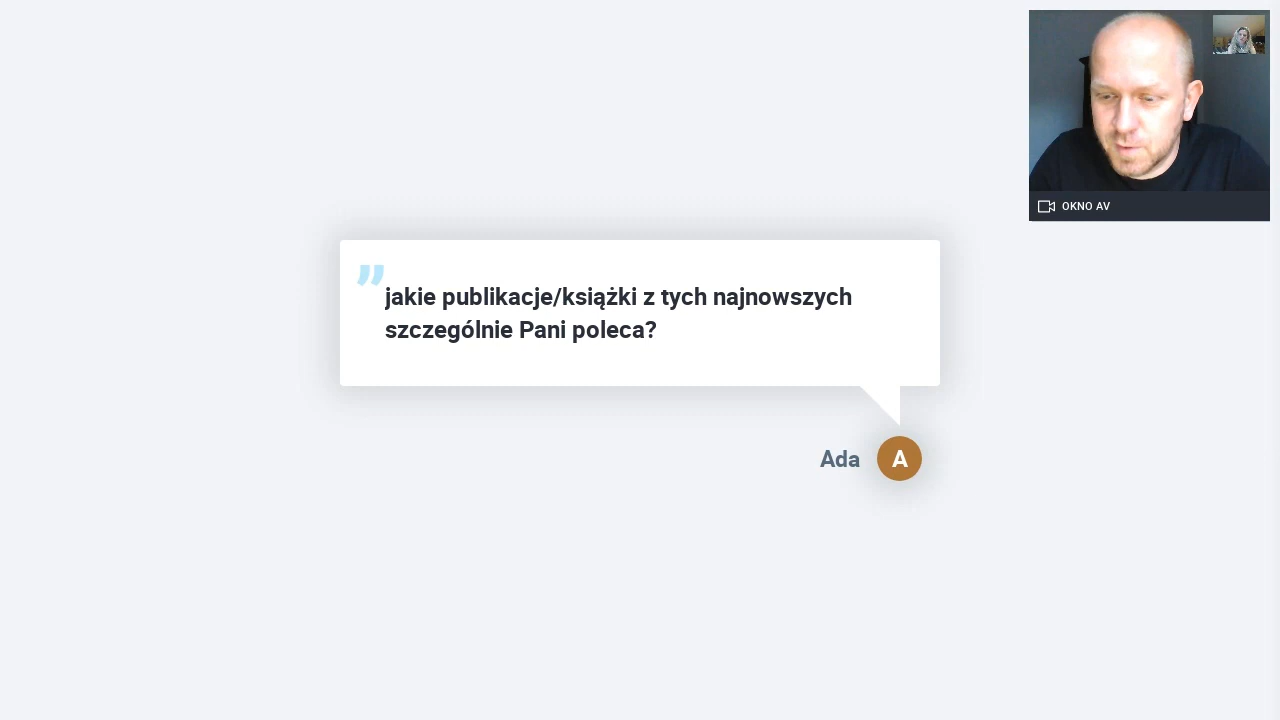 OKNO AV
”
jakie publikacje/książki z tych najnowszych
szczególnie Pani poleca?
Ada
A